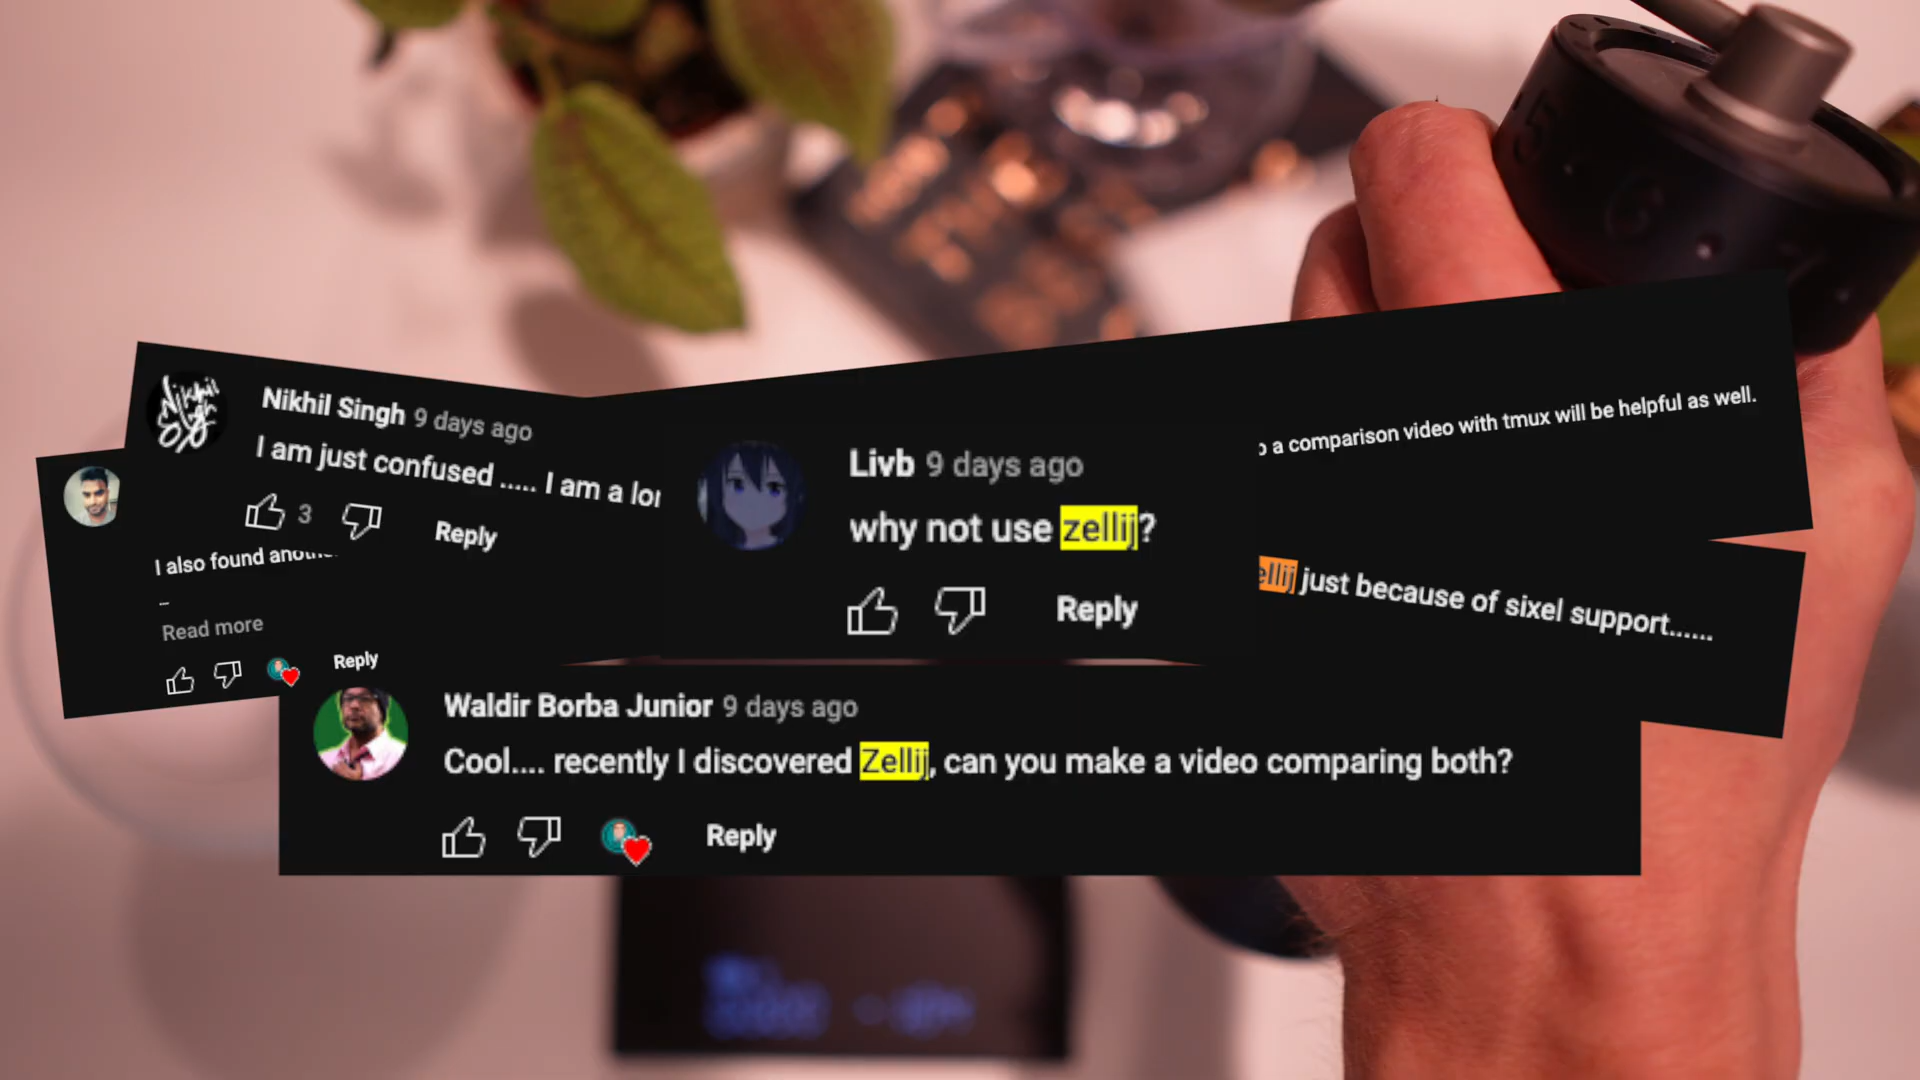 Nikhil Singh 9 days ago
I am just confused ..... I am a
3
Reply
I also found
...
Read more
Reply
Livb 9 days ago
why not use zellij?
Reply
a comparison video with tmux will be helpful as well.
ellij just because of sixel support......
Waldir Borba Junior 9 days ago
Cool.... recently I discovered Zellij, can you make a video comparing both?
Reply